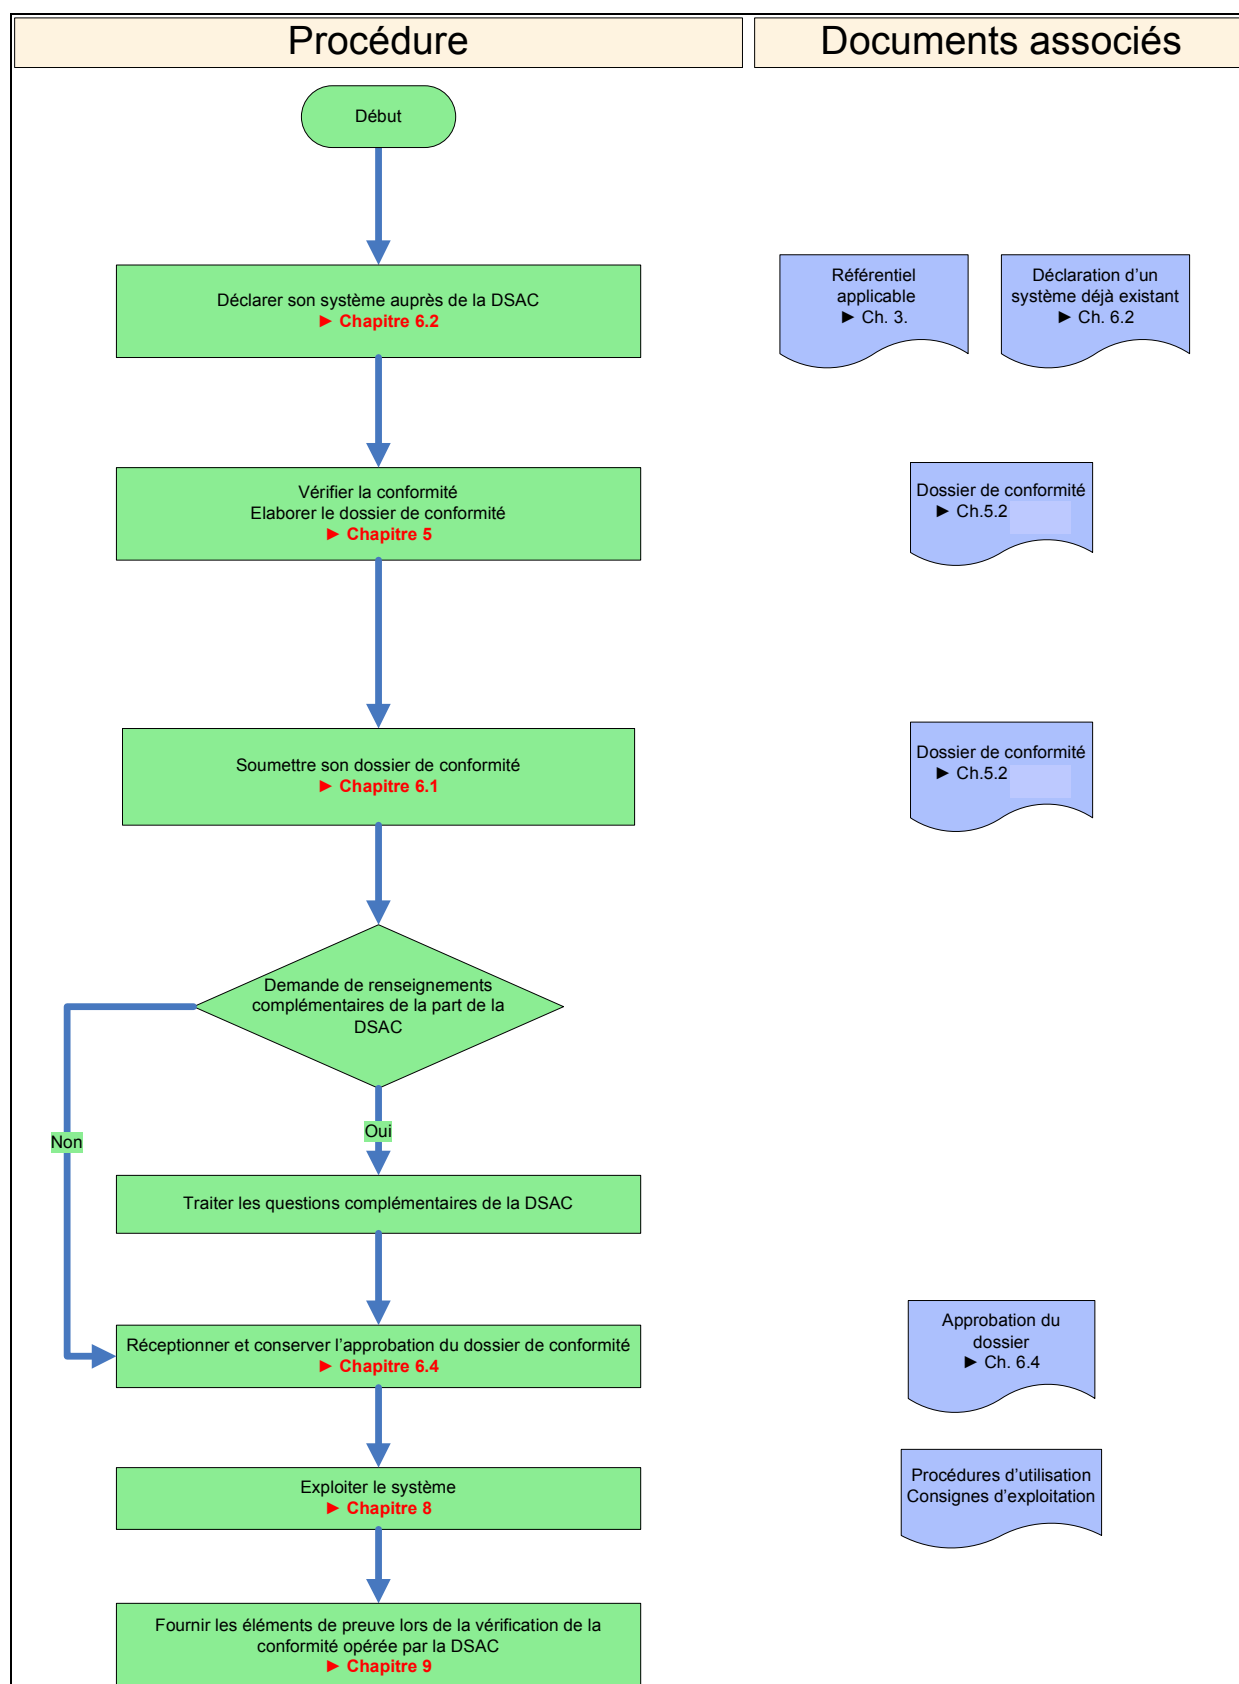 Procédure
Documents associés
Début
Déclarer son système auprès de la DSAC
► Chapitre 6.2
Référentiel
applicable
► Ch. 3.
Déclaration d'un
système déjà existant
► Ch. 6.2
Vérifier la conformité
Elaborer le dossier de conformité
► Chapitre 5
Dossier de conformité
► Ch.5.2
Soumettre son dossier de conformité
► Chapitre 6.1
Dossier de conformité
► Ch.5.2
Demande de renseignements
complémentaires de la part de la
DSAC
Non
Oui
Traiter les questions complémentaires de la DSAC
Réceptionner et conserver l'approbation du dossier de conformité
► Chapitre 6.4
Approbation du
dossier
► Ch. 6.4
Exploiter le système
► Chapitre 8
Procédures d'utilisation
Consignes d'exploitation
Fournir les éléments de preuve lors de la vérification de la
conformité opérée par la DSAC
► Chapitre 9